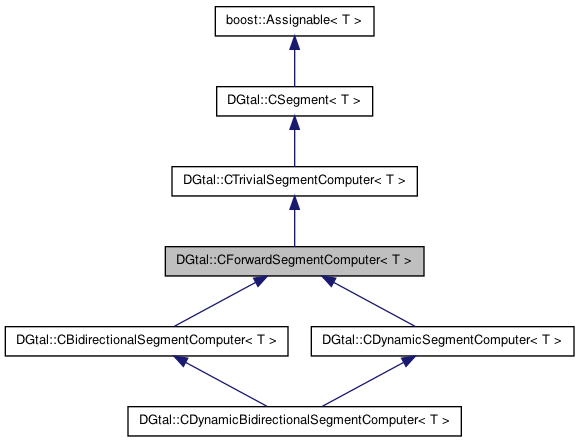 boost::Assignable< T >
DGtal::CSegment< T >
DGtal::CTrivialSegmentComputer< T >
DGtal::CForwardSegmentComputer< T >
DGtal::CBidirectionalSegmentComputer< T >
DGtal::CDynamicSegmentComputer< T >
DGtal::CDynamicBidirectionalSegmentComputer< T >